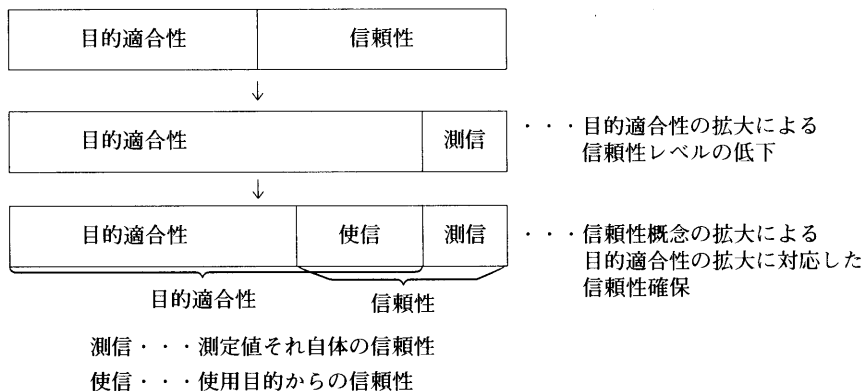 目的適合性 信頼性
↓
目的適合性 測信 ・・・目的適合性の拡大による
信頼性レベルの低下
↓
目的適合性 使信 測信 ・・・信頼性概念の拡大による
目的適合性の拡大に対応した
信頼性確保
目的適合性 信頼性
測信・・・測定値それ自体の信頼性
使信・・・使用目的からの信頼性